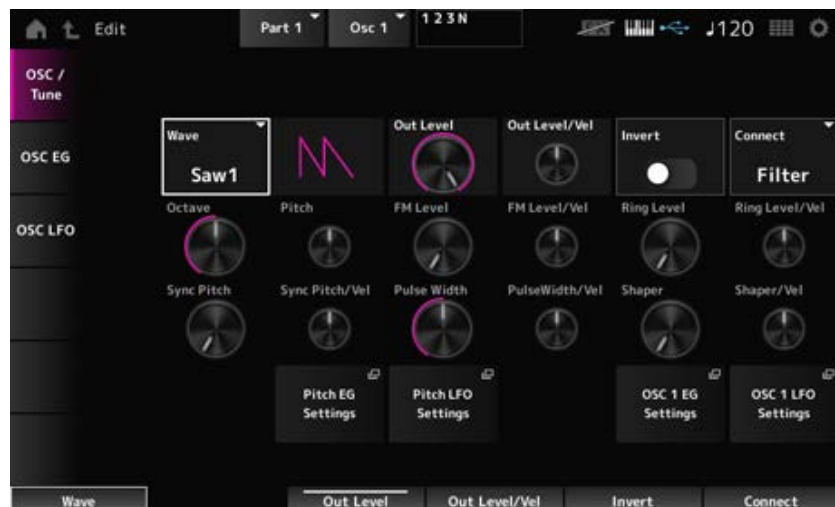 Edit Part 1 Osc 1 1 2 3 N ♩120
OSC /
Tune
OSC EG
OSC LFO
Wave
Saw1
Out Level Out Level/Vel Invert Connect
Filter
Octave Pitch FM Level FM Level/Vel Ring Level Ring Level/Vel
Sync Pitch Sync Pitch/Vel Pulse Width PulseWidth/Vel Shaper Shaper/Vel
Pitch EG
Settings
Pitch LFO
Settings
OSC 1 EG
Settings
OSC 1 LFO
Settings
Wave Out Level Out Level/Vel Invert Connect